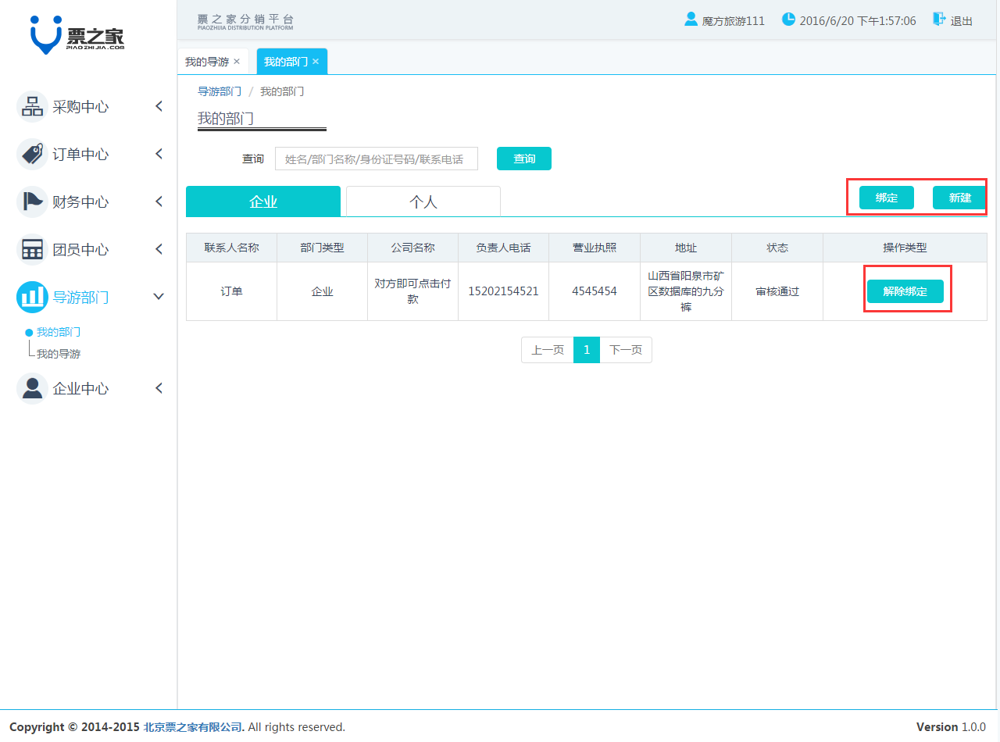 票之家
PIAOZHIJIA.COM
票之家分销平台
PIAOZHIJIA DISTRIBUTION PLATFORM
魔方旅游111 2016/6/20 下午1:57:06 退出
我的导游 × 我的部门 ×
采购中心
订单中心
财务中心
团员中心
导游部门
我的部门
我的导游
企业中心
导游部门 / 我的部门
我的部门
查询 姓名/部门名称/身份证号码/联系电话 查询
企业 个人 绑定 新建
联系人名称 部门类型 公司名称 负责人电话 营业执照 地址 状态 操作类型
订单 企业 对方即可点击付款 15202154521 4545454 山西省阳泉市矿区数据库的九分裤 审核通过 解除绑定
上一页 1 下一页
Copyright © 2014-2015 北京票之家有限公司. All rights reserved. Version 1.0.0